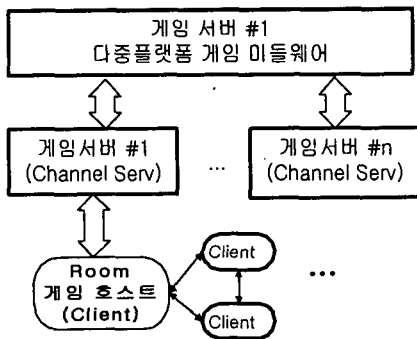 게임 서버 #1
다중플랫폼 게임 미들웨어
...
게임서버 #1
(Channel Serv)
...
게임서버 #n
(Channel Serv)
Room
게임 호스트
(Client)
Client
...
Client